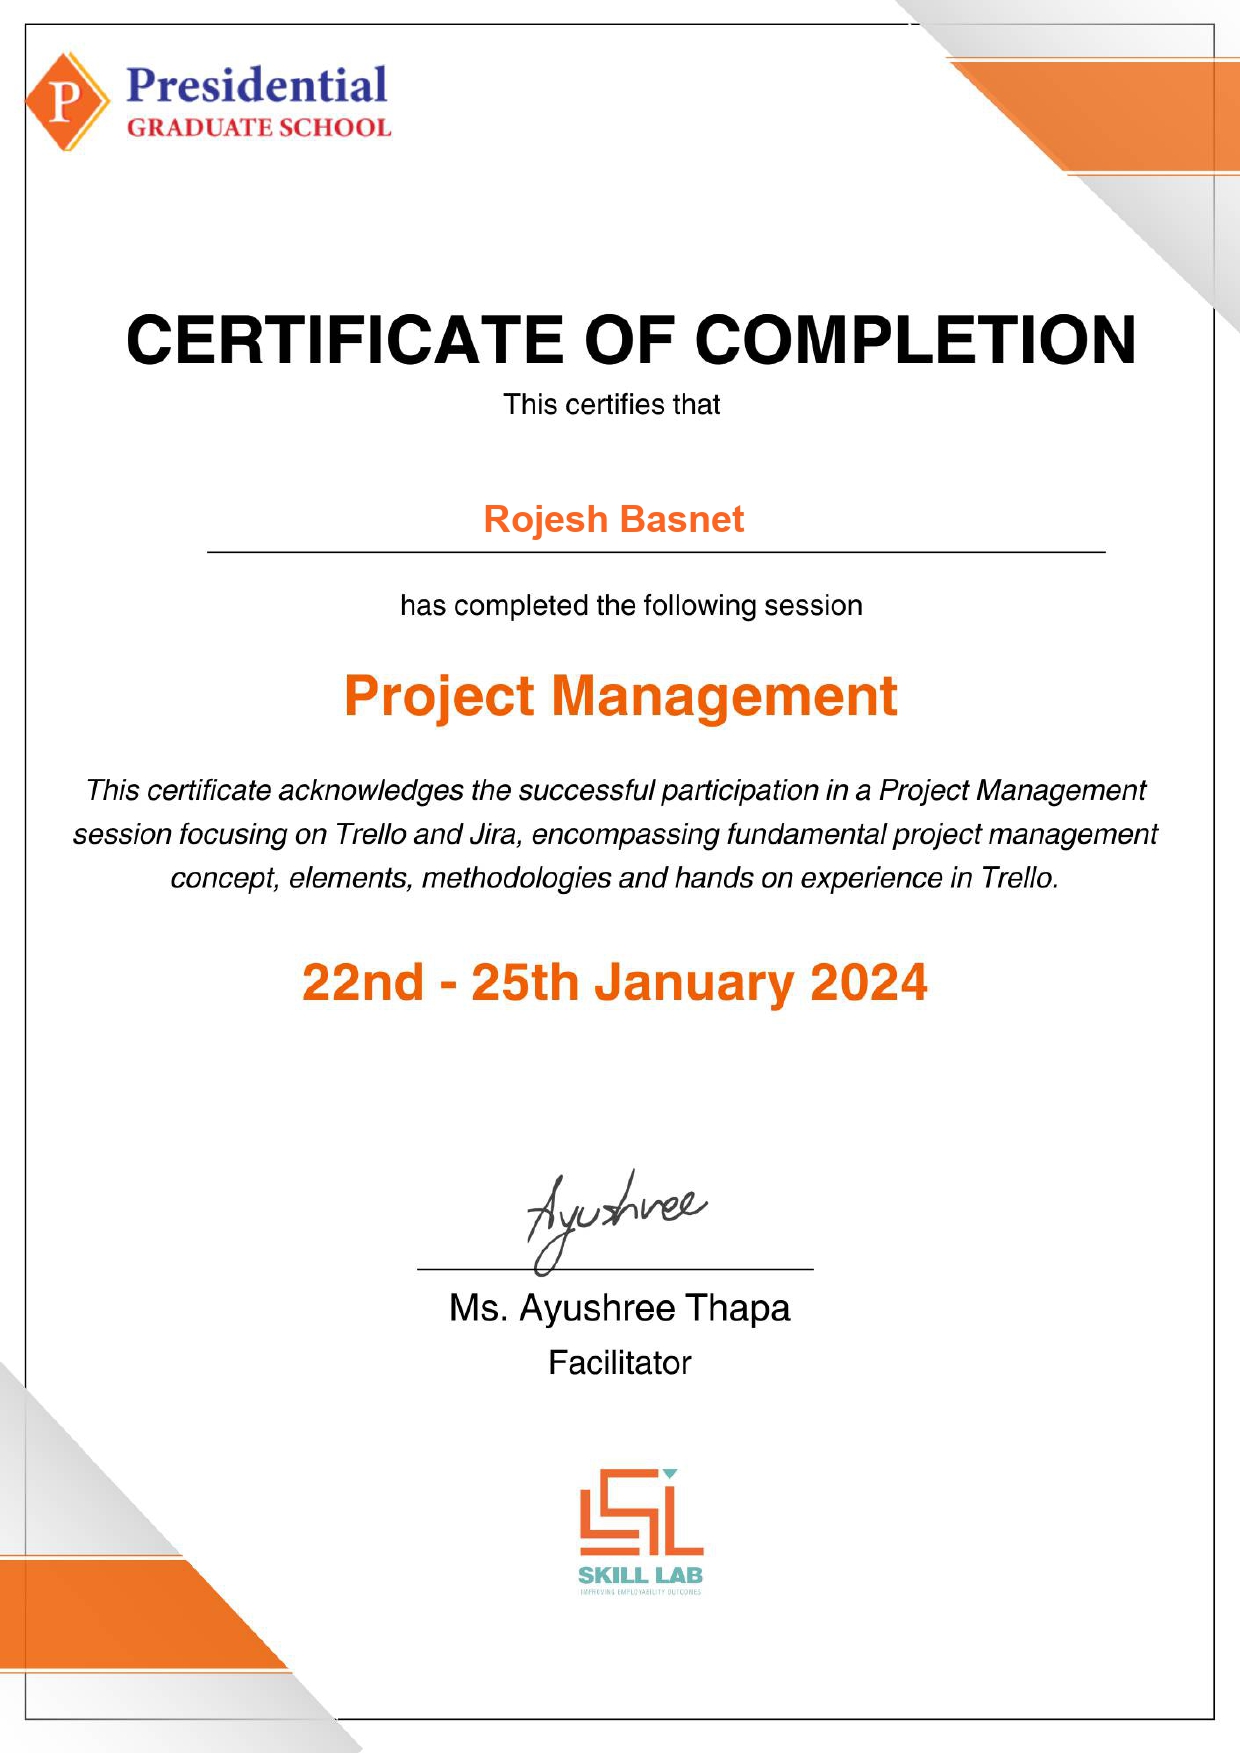 P
Presidential
GRADUATE SCHOOL
CERTIFICATE OF COMPLETION
This certifies that
Rojesh Basnet
has completed the following session
Project Management
This certificate acknowledges the successful participation in a Project Management
session focusing on Trello and Jira, encompassing fundamental project management
concept, elements, methodologies and hands on experience in Trello.
22nd - 25th January 2024
Ayushree
Ms. Ayushree Thapa
Facilitator
SKILL LAB
IMPROVING EMPLOYABILITY OUTCOMES